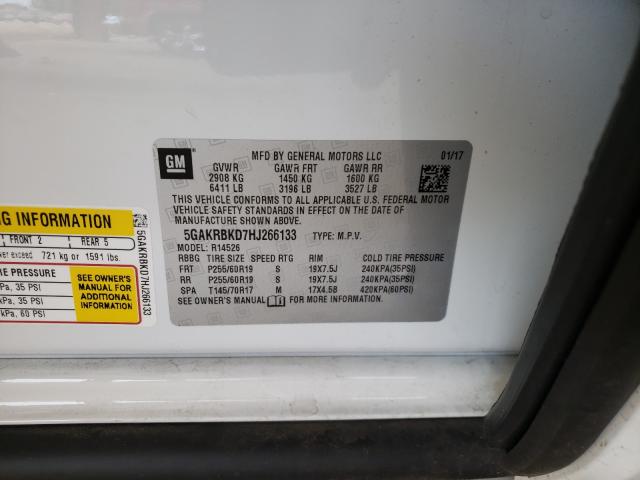 GM
MFD BY GENERAL MOTORS LLC 01/17
GVWR GAWR FRT GAWR RR
2908 KG 1450 KG 1600 KG
6411 LB 3196 LB 3527 LB
THIS VEHICLE CONFORMS TO ALL APPLICABLE U.S. FEDERAL MOTOR
VEHICLE SAFETY STANDARDS IN EFFECT ON THE DATE OF
MANUFACTURE SHOWN ABOVE.
5GAKRBKD7HJ266133 TYPE: M.P.V.
MODEL: R14526
RBBG TIRE SIZE SPEED RTG RIM COLD TIRE PRESSURE
FRT P255/60R19 S 19X7.5J 240KPA(35PSI)
RR P255/60R19 S 19X7.5J 240KPA(35PSI)
SPA T145/70R17 M 17X4.5B 420KPA(60PSI)
SEE OWNER'S MANUAL FOR MORE INFORMATION
INFORMATION
FRONT 2 REAR 5
exceed 721 kg or 1591 lbs.
PRESSURE
kPa, 35 PSI
kPa, 35 PSI
kPa, 60 PSI
SEE OWNER'S
MANUAL FOR
ADDITIONAL
INFORMATION
5GAKRBKD7HJ266133